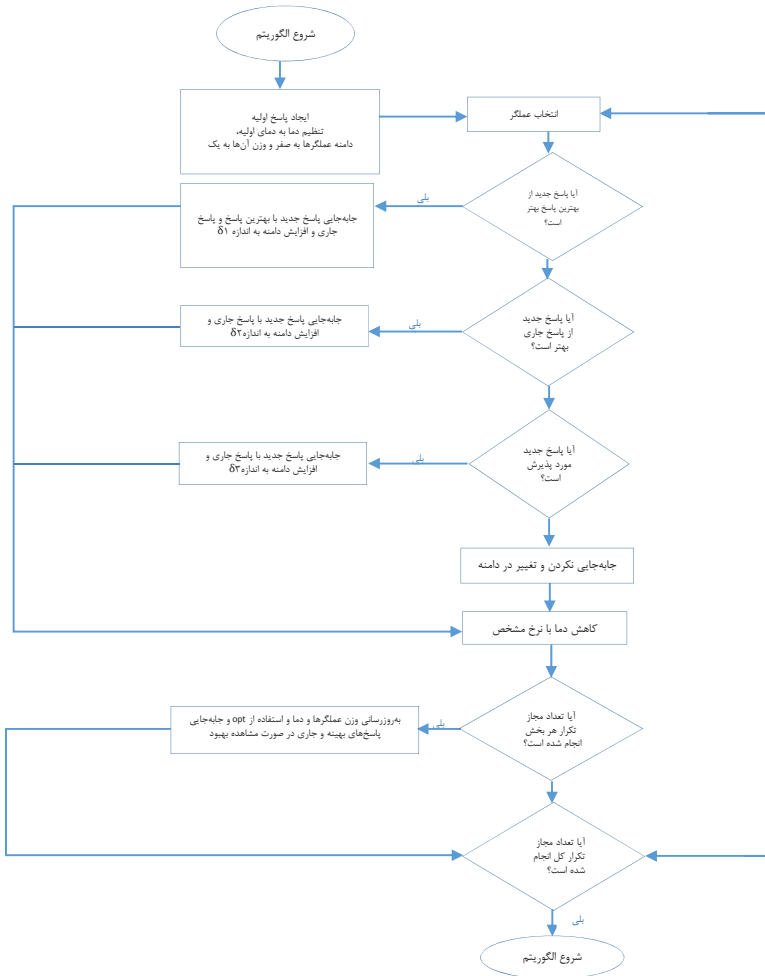 شروع الگوریتم
ایجاد پاسخ اولیه
تنظیم دما به دمای اولیه،
دامنه عملگرها به صفر و وزن آن‌ها به یک
انتخاب عملگر
آیا پاسخ جدید از
بهترین پاسخ بهتر
است؟
بلی
جابه‌جایی پاسخ جدید با بهترین پاسخ و پاسخ
جاری و افزایش دامنه به اندازه δ۱
آیا پاسخ جدید
از پاسخ جاری
بهتر است؟
بلی
جابه‌جایی پاسخ جدید با پاسخ جاری و
افزایش دامنه به اندازه δ۲
آیا پاسخ جدید
مورد پذیرش
است؟
بلی
جابه‌جایی پاسخ جدید با پاسخ جاری و
افزایش دامنه به اندازه δ۳
جابه‌جایی نکردن و تغییر در دامنه
کاهش دما با نرخ مشخص
آیا تعداد مجاز
تکرار هر بخش
انجام شده است؟
بلی
به‌روزرسانی وزن عملگرها و دما و استفاده از opt و جابه‌جایی
پاسخ‌های بهینه و جاری در صورت مشاهده بهبود
آیا تعداد مجاز
تکرار کل انجام
شده است؟
بلی
شروع الگوریتم